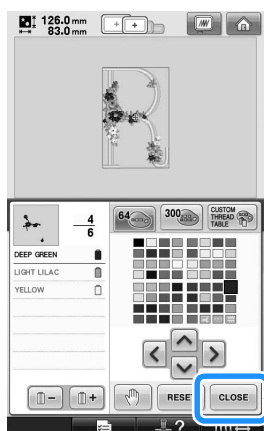 126.0 mm
83.0 mm
4
6
64
300
CUSTOM
THREAD
TABLE
DEEP GREEN
LIGHT LILAC
YELLOW
−
+
RESET
CLOSE
?